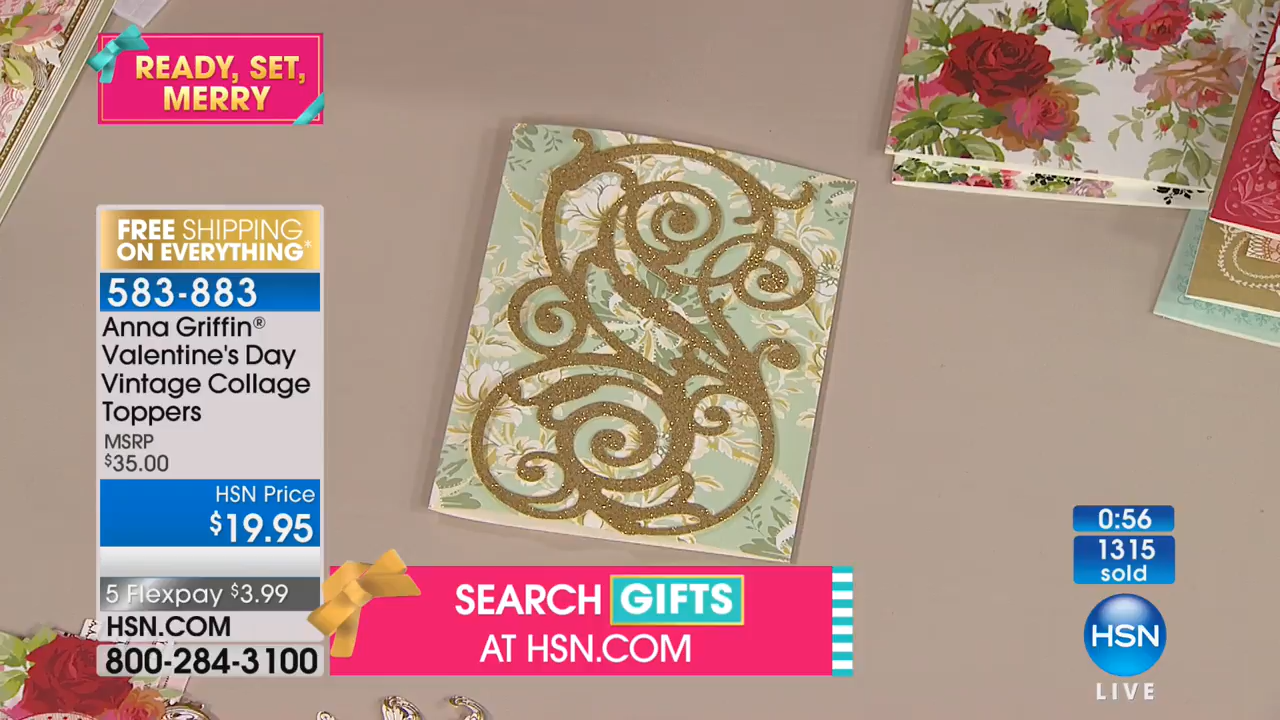 READY, SET,
MERRY
FREE SHIPPING
ON EVERYTHING*
583-883
Anna Griffin®
Valentine's Day
Vintage Collage
Toppers
MSRP
$35.00
HSN Price
$19.95
5 Flexpay $3.99
HSN.COM
800-284-3100
SEARCH GIFTS
AT HSN.COM
0:56
1315
sold
HSN
LIVE